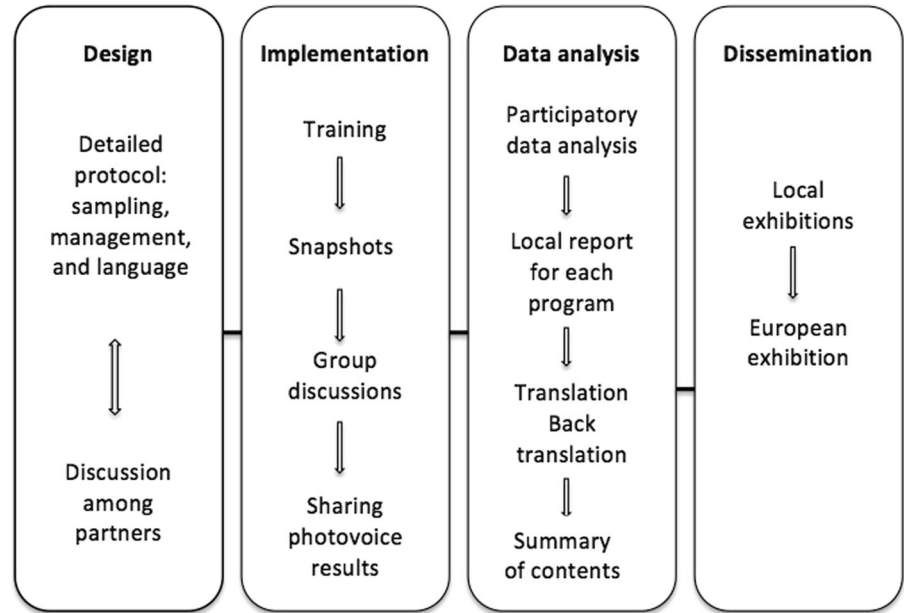 Design
Detailed
protocol:
sampling,
management,
and language
Discussion
among
partners
Implementation
Training
Snapshots
Group
discussions
Sharing
photovoice
results
Data analysis
Participatory
data analysis
Local report
for each
program
Translation
Back
translation
Summary
of contents
Dissemination
Local
exhibitions
European
exhibition